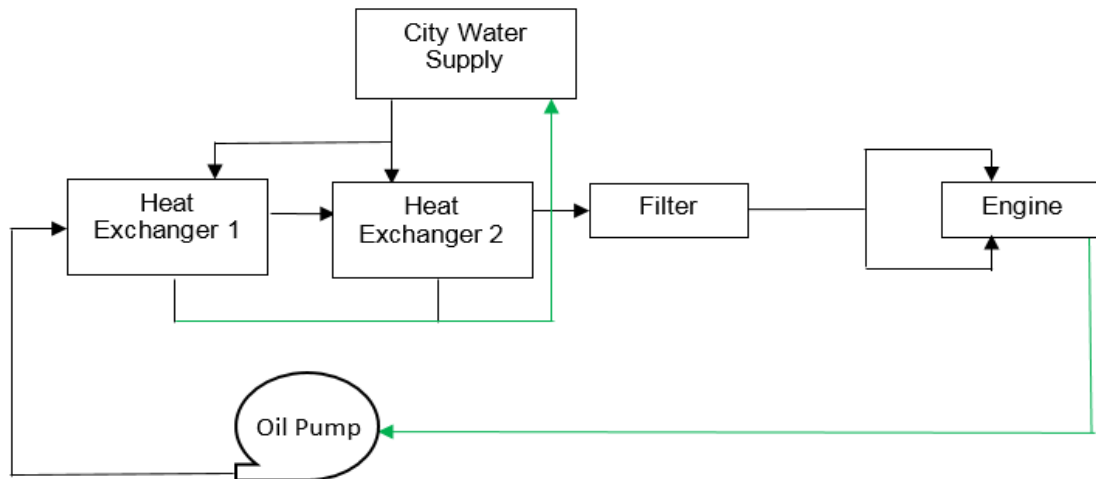 City Water
Supply
Heat
Exchanger 1
Heat
Exchanger 2
Filter
Engine
Oil Pump